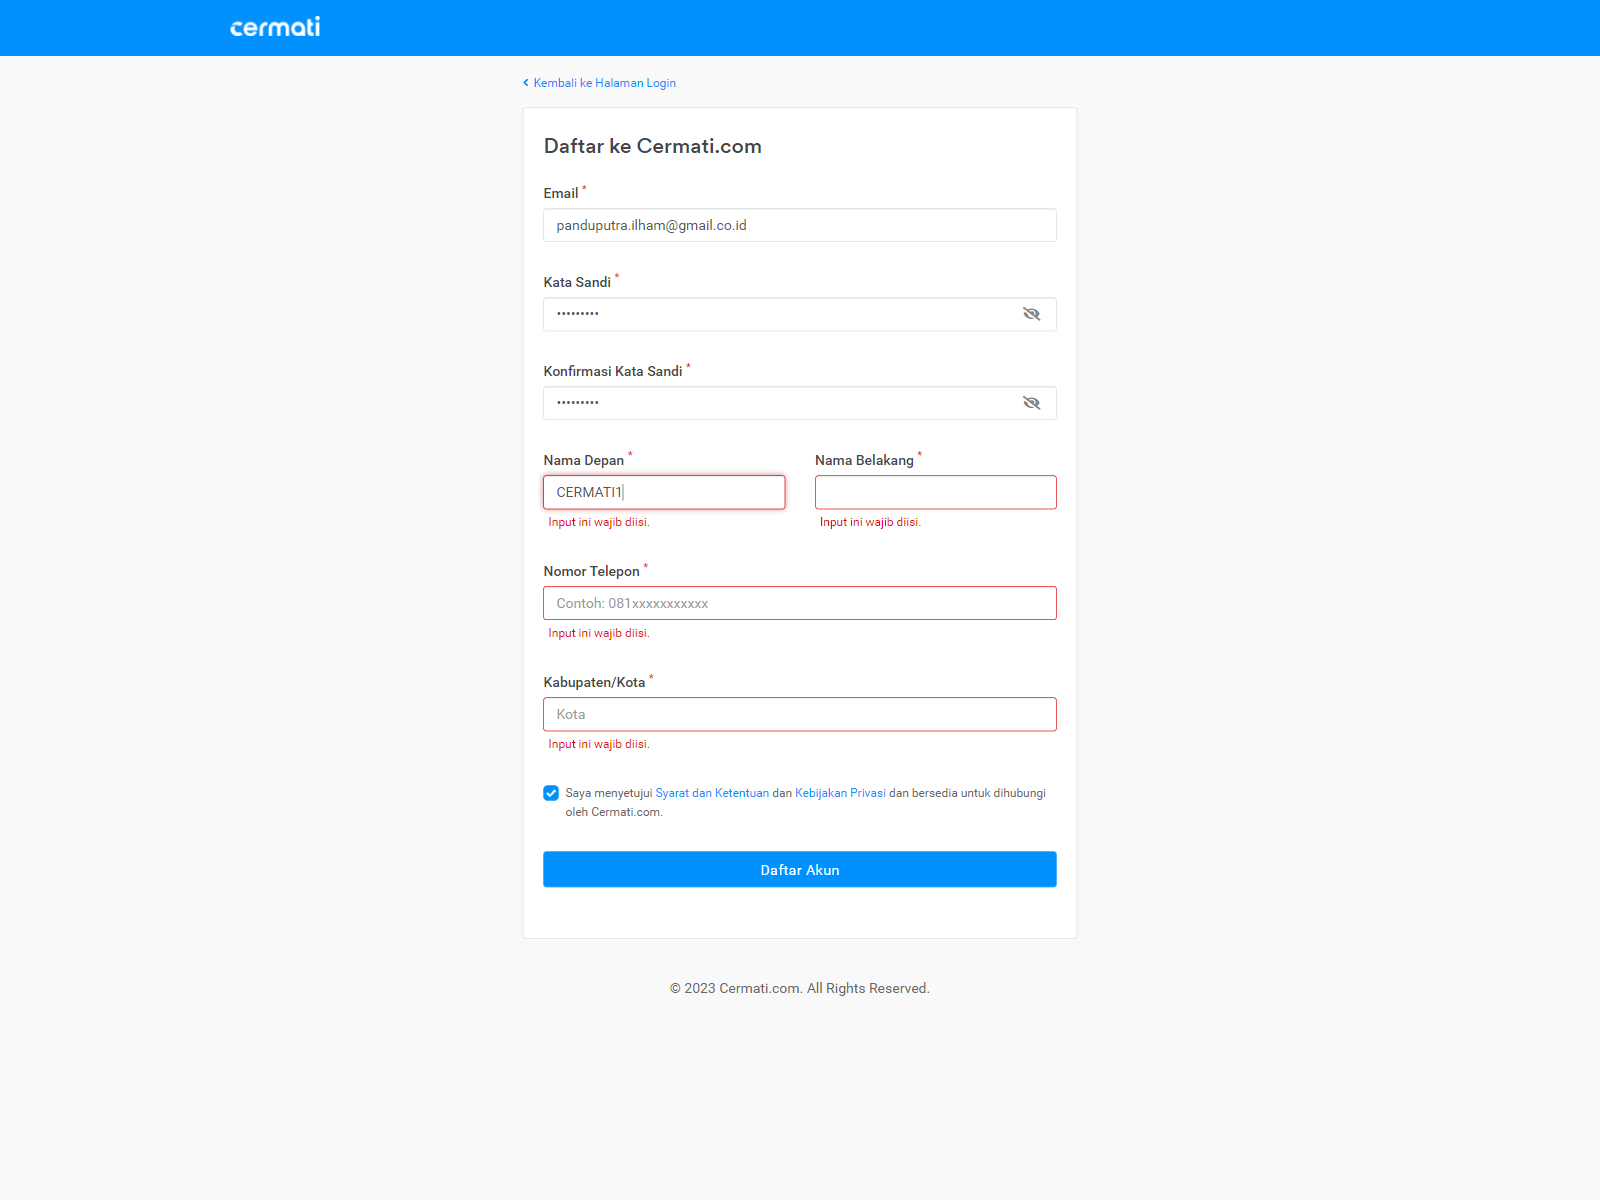 cermati
Kembali ke Halaman Login
Daftar ke Cermati.com
Email *
panduputra.ilham@gmail.co.id
Kata Sandi *
•••••••••
Konfirmasi Kata Sandi *
•••••••••
Nama Depan * Nama Belakang *
CERMATI1
Input ini wajib diisi. Input ini wajib diisi.
Nomor Telepon *
Contoh: 081xxxxxxxxxxx
Input ini wajib diisi.
Kabupaten/Kota *
Kota
Input ini wajib diisi.
Saya menyetujui Syarat dan Ketentuan dan Kebijakan Privasi dan bersedia untuk dihubungi
oleh Cermati.com.
Daftar Akun
© 2023 Cermati.com. All Rights Reserved.